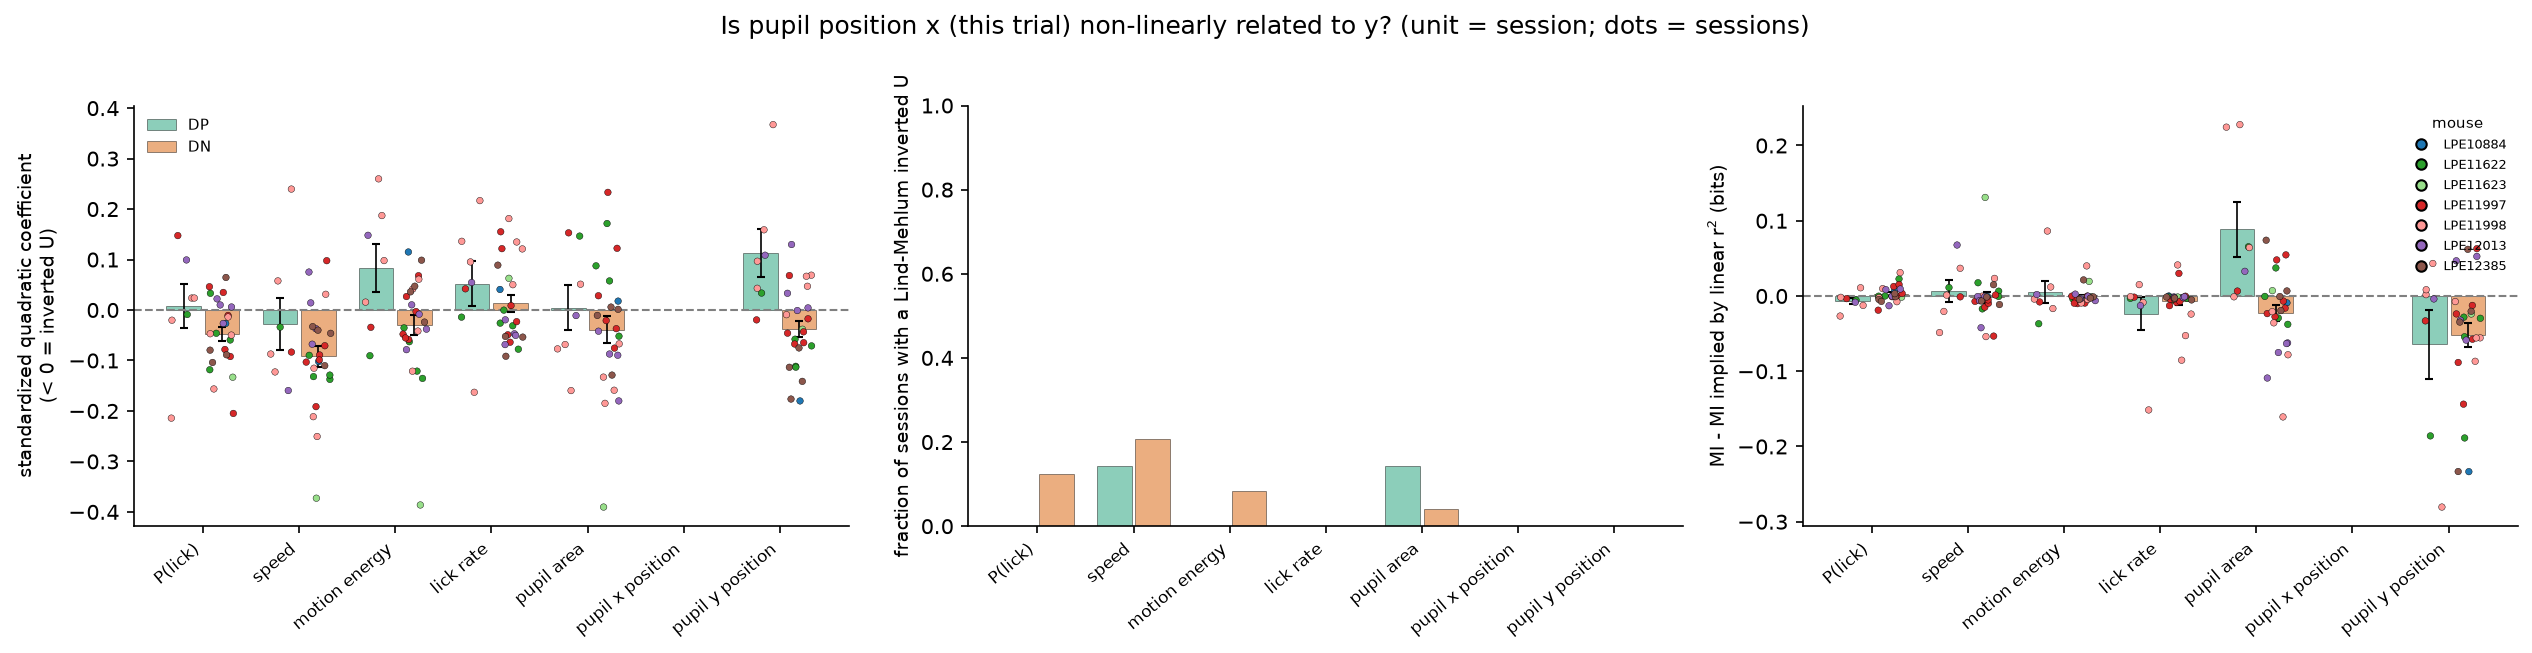 Is pupil position x (this trial) non-linearly related to y? (unit = session; dots = sessions)
standardized quadratic coefficient
(< 0 = inverted U)
0.4
0.3
0.2
0.1
0.0
−0.1
−0.2
−0.3
−0.4
DP
DN
P(lick)
speed
motion energy
lick rate
pupil area
pupil x position
pupil y position
fraction of sessions with a Lind-Mehlum inverted U
1.0
0.8
0.6
0.4
0.2
0.0
P(lick)
speed
motion energy
lick rate
pupil area
pupil x position
pupil y position
MI - MI implied by linear r² (bits)
0.2
0.1
0.0
−0.1
−0.2
−0.3
mouse
LPE10884
LPE11622
LPE11623
LPE11997
LPE11998
LPE12013
LPE12385
P(lick)
speed
motion energy
lick rate
pupil area
pupil x position
pupil y position